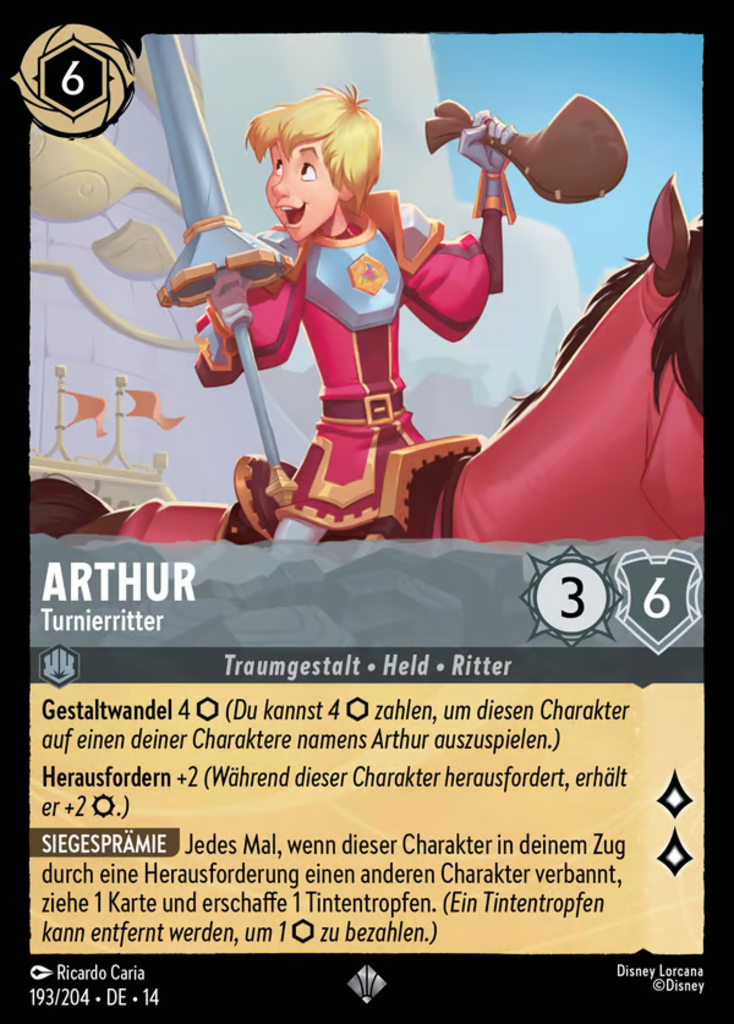 6
ARTHUR
Turnierritter
3
6
Traumgestalt • Held • Ritter
Gestaltwandel 4 ⬡ (Du kannst 4 ⬡ zahlen, um diesen Charakter
auf einen deiner Charaktere namens Arthur auszuspielen.)
Herausfordern +2 (Während dieser Charakter herausfordert, erhält
er +2 ¤.)
SIEGESPRÄMIE Jedes Mal, wenn dieser Charakter in deinem Zug
durch eine Herausforderung einen anderen Charakter verbannt,
ziehe 1 Karte und erschaffe 1 Tintentropfen. (Ein Tintentropfen
kann entfernt werden, um 1 ⬡ zu bezahlen.)
Ricardo Caria
193/204 • DE • 14
Disney Lorcana
©Disney